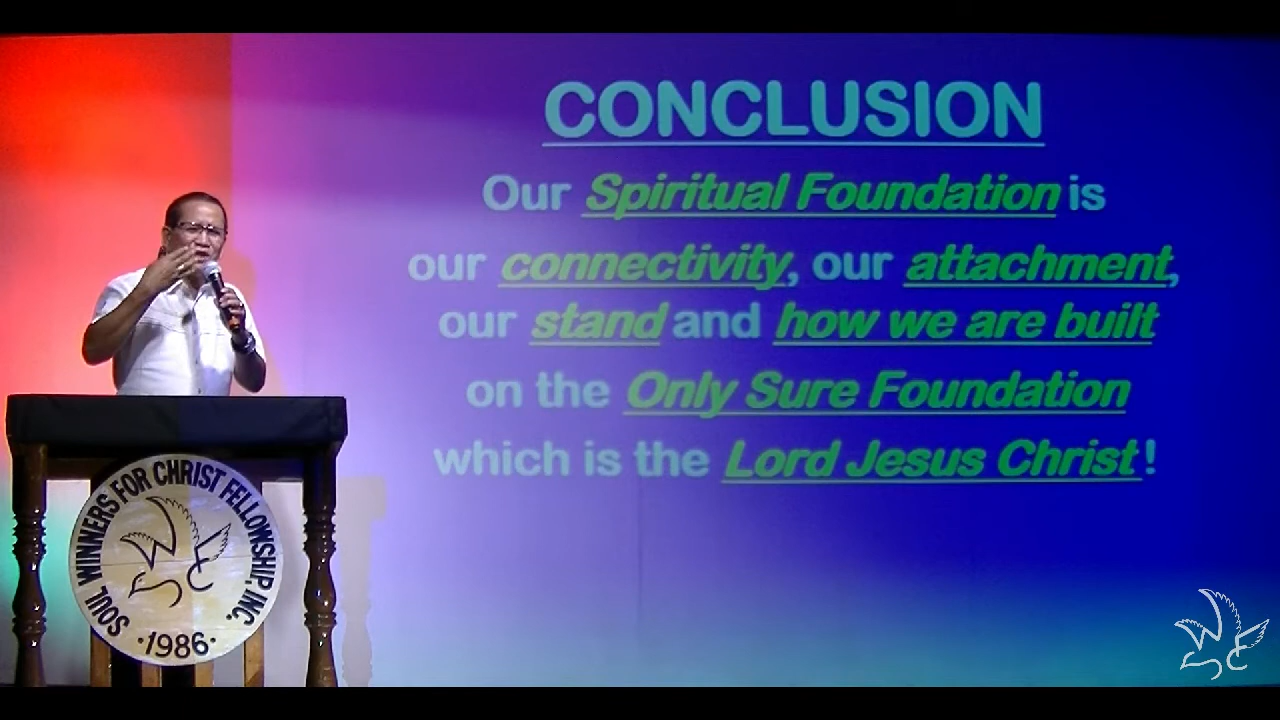 CONCLUSION
Our Spiritual Foundation is
our connectivity, our attachment,
our stand and how we are built
on the Only Sure Foundation
which is the Lord Jesus Christ!
SOUL WINNERS FOR CHRIST FELLOWSHIP, INC.
·1986·